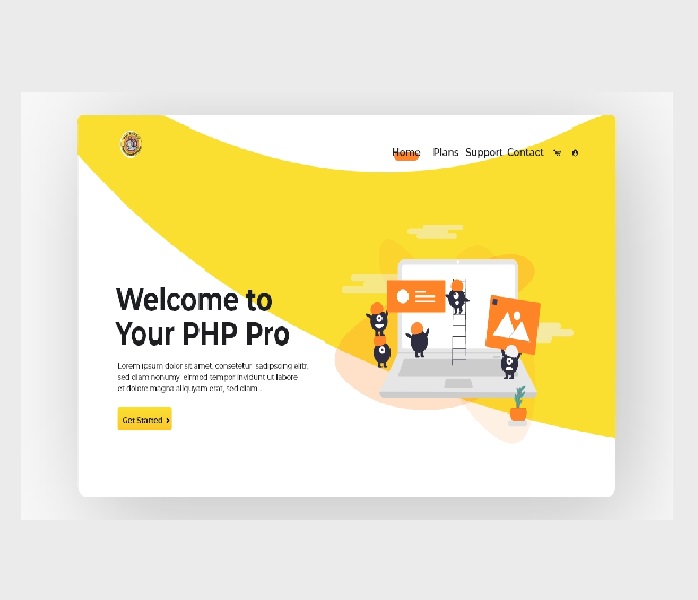 Home Plans Support Contact
Welcome to
Your PHP Pro
Lorem ipsum dolor sit amet, consetetur sadipscing elitr,
sed diam nonumy eirmod tempor invidunt ut labore
et dolore magna aliquyam erat, sed diam
Get Started